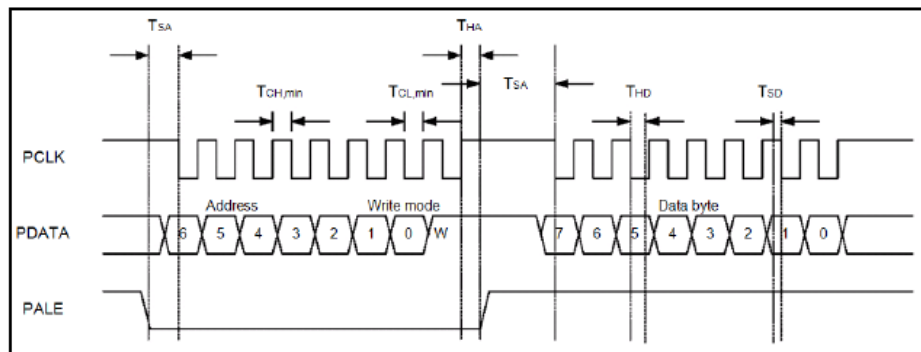 TSA THA
TSA
TCH,min TCL,min THD TSD
PCLK
Address Write mode Data byte
PDATA 6 5 4 3 2 1 0 W 7 6 5 4 3 2 1 0
PALE